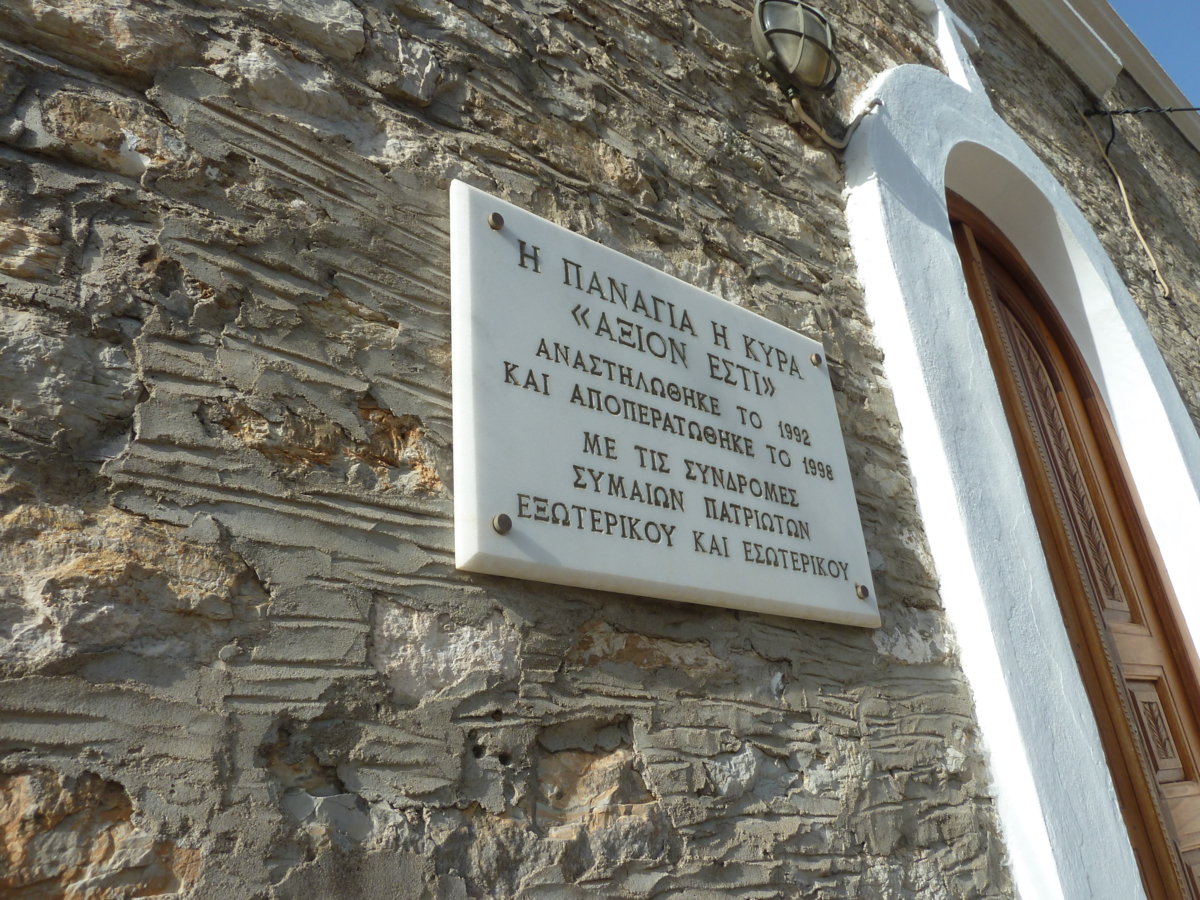 Η ΠΑΝΑΓΙΑ Η ΚΥΡΑ
«ΑΞΙΟΝ ΕΣΤΙ»
ΑΝΑΣΤΗΛΩΘΗΚΕ ΤΟ 1992
ΚΑΙ ΑΠΟΠΕΡΑΤΩΘΗΚΕ ΤΟ 1998
ΜΕ ΤΙΣ ΣΥΝΔΡΟΜΕΣ
ΣΥΜΑΙΩΝ ΠΑΤΡΙΩΤΩΝ
ΕΞΩΤΕΡΙΚΟΥ ΚΑΙ ΕΣΩΤΕΡΙΚΟΥ